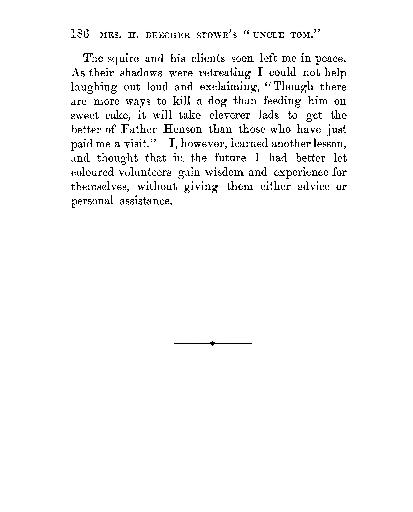 186 MRS. H. BEECHER STOWE'S "UNCLE TOM."
The squire and his clients soon left me in peace.
As their shadows were retreating I could not help
laughing out loud and exclaiming, "Though there
are more ways to kill a dog than feeding him on
sweet cake, it will take cleverer lads to get the
better of Father Henson than those who have just
paid me a visit." I, however, learned another lesson,
and thought that in the future I had better let
coloured volunteers gain wisdom and experience for
themselves, without giving them either advice or
personal assistance.